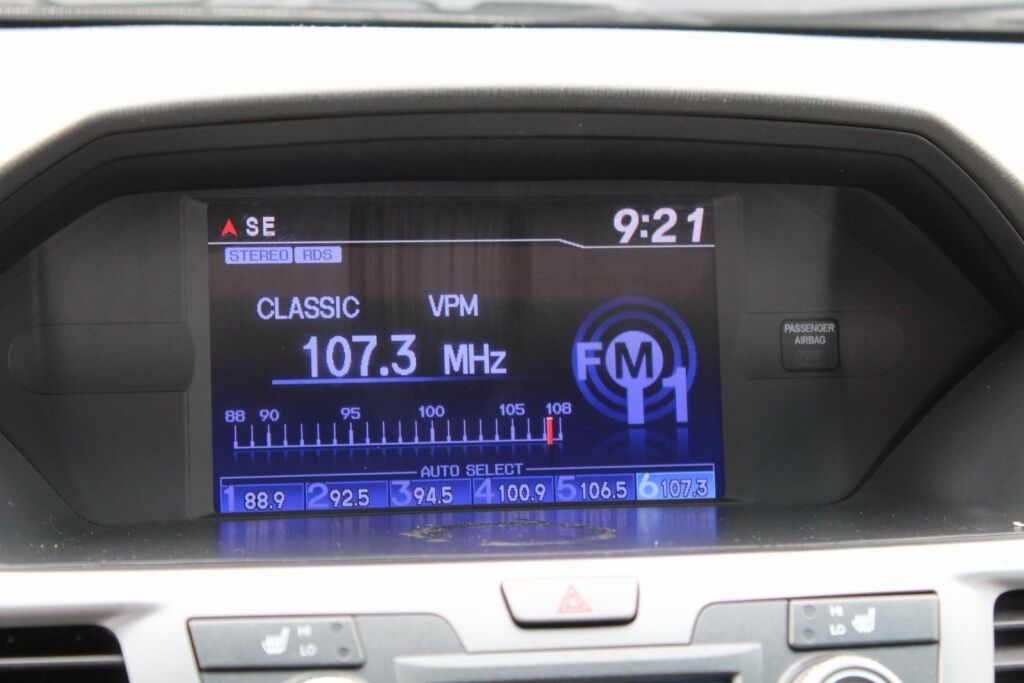 SE 9:21
STEREO RDS
CLASSIC VPM
107.3 MHz
FM1
88 90 95 100 105 108
AUTO SELECT
1 88.9 2 92.5 3 94.5 4 100.9 5 106.5 6 107.3
PASSENGER
AIRBAG
HI
LO
HI
LO